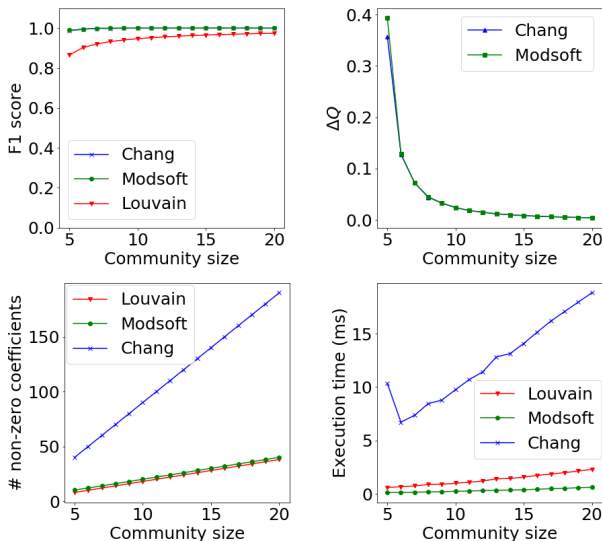 F1 score
1.0
0.8
0.6
0.4
0.2
0.0
Chang
Modsoft
Louvain
5 10 15 20
Community size
ΔQ
0.4
0.3
0.2
0.1
0.0
Chang
Modsoft
5 10 15 20
Community size
# non-zero coefficients
150
100
50
0
Louvain
Modsoft
Chang
5 10 15 20
Community size
Execution time (ms)
15
10
5
0
Louvain
Modsoft
Chang
5 10 15 20
Community size